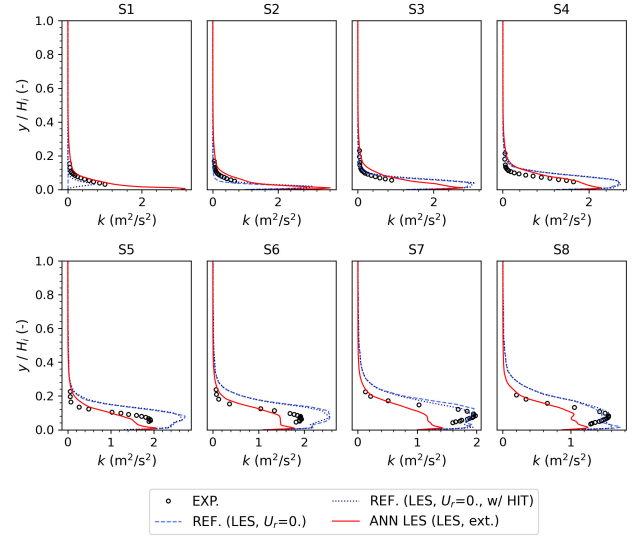 S1 S2 S3 S4
1.0
0.8
0.6
0.4
0.2
0.0
y / H_i (-)
0 2 0 2 0 2 0 2
k (m²/s²) k (m²/s²) k (m²/s²) k (m²/s²)
S5 S6 S7 S8
1.0
0.8
0.6
0.4
0.2
0.0
y / H_i (-)
0 1 2 0 1 2 0 1 2 0 1
k (m²/s²) k (m²/s²) k (m²/s²) k (m²/s²)
EXP. REF. (LES, U_r=0., w/ HIT)
REF. (LES, U_r=0.) ANN LES (LES, ext.)